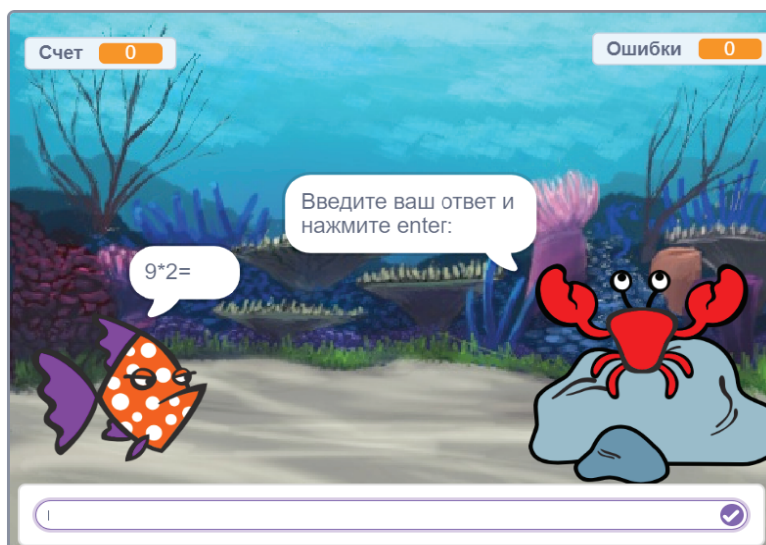 Счет 0
Ошибки 0
Введите ваш ответ и
нажмите enter:
9*2=